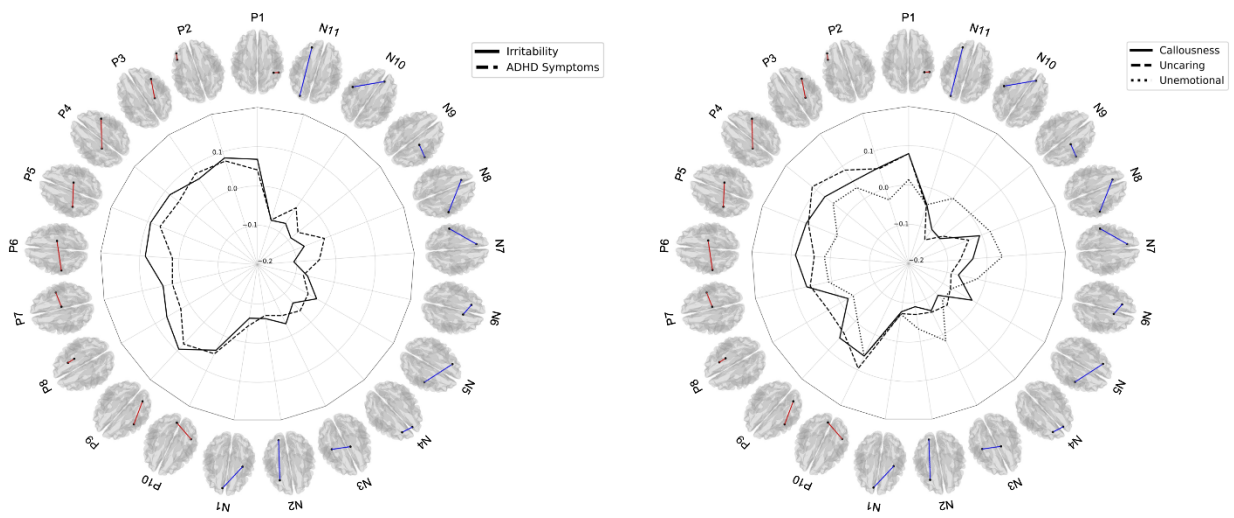 P1
N11
N10
N9
N8
N7
N6
N5
N4
N3
N2
N1
P10
P9
P8
P7
P6
P5
P4
P3
P2
0.1
0.0
−0.1
−0.2
Irritability
ADHD Symptoms
P1
N11
N10
N9
N8
N7
N6
N5
N4
N3
N2
N1
P10
P9
P8
P7
P6
P5
P4
P3
P2
0.1
0.0
−0.1
−0.2
Callousness
Uncaring
Unemotional